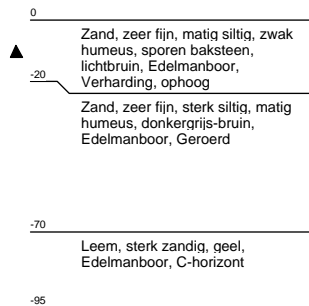 0
Zand, zeer fijn, matig siltig, zwak
humeus, sporen baksteen,
lichtbruin, Edelmanboor,
Verharding, ophoog
-20
Zand, zeer fijn, sterk siltig, matig
humeus, donkergrijs-bruin,
Edelmanboor, Geroerd
-70
Leem, sterk zandig, geel,
Edelmanboor, C-horizont
-95